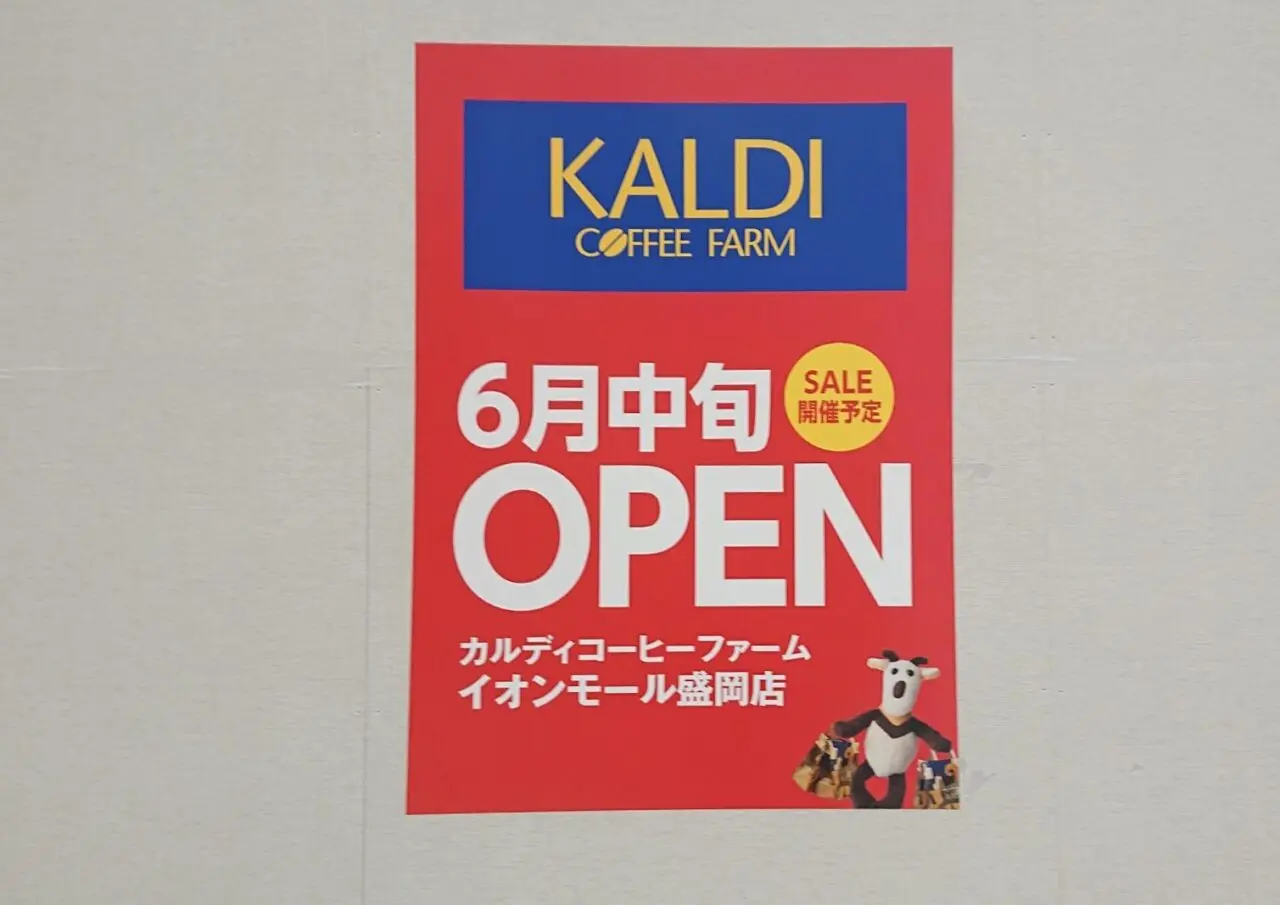 KALDI
COFFEE FARM
6月中旬
SALE
開催予定
OPEN
カルディコーヒーファーム
イオンモール盛岡店